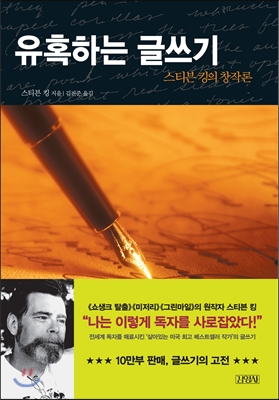 유혹하는 글쓰기
스티븐 킹의 창작론
스티븐 킹 지음 | 김진준 옮김
《쇼생크 탈출》《미저리》《그린마일》의 원작자 스티븐 킹
“나는 이렇게 독자를 사로잡았다!”
전세계 독자를 매료시킨 '살아있는 미국 최고 베스트셀러 작가'의 글쓰기
★★★ 10만부 판매, 글쓰기의 고전 ★★★
김영사